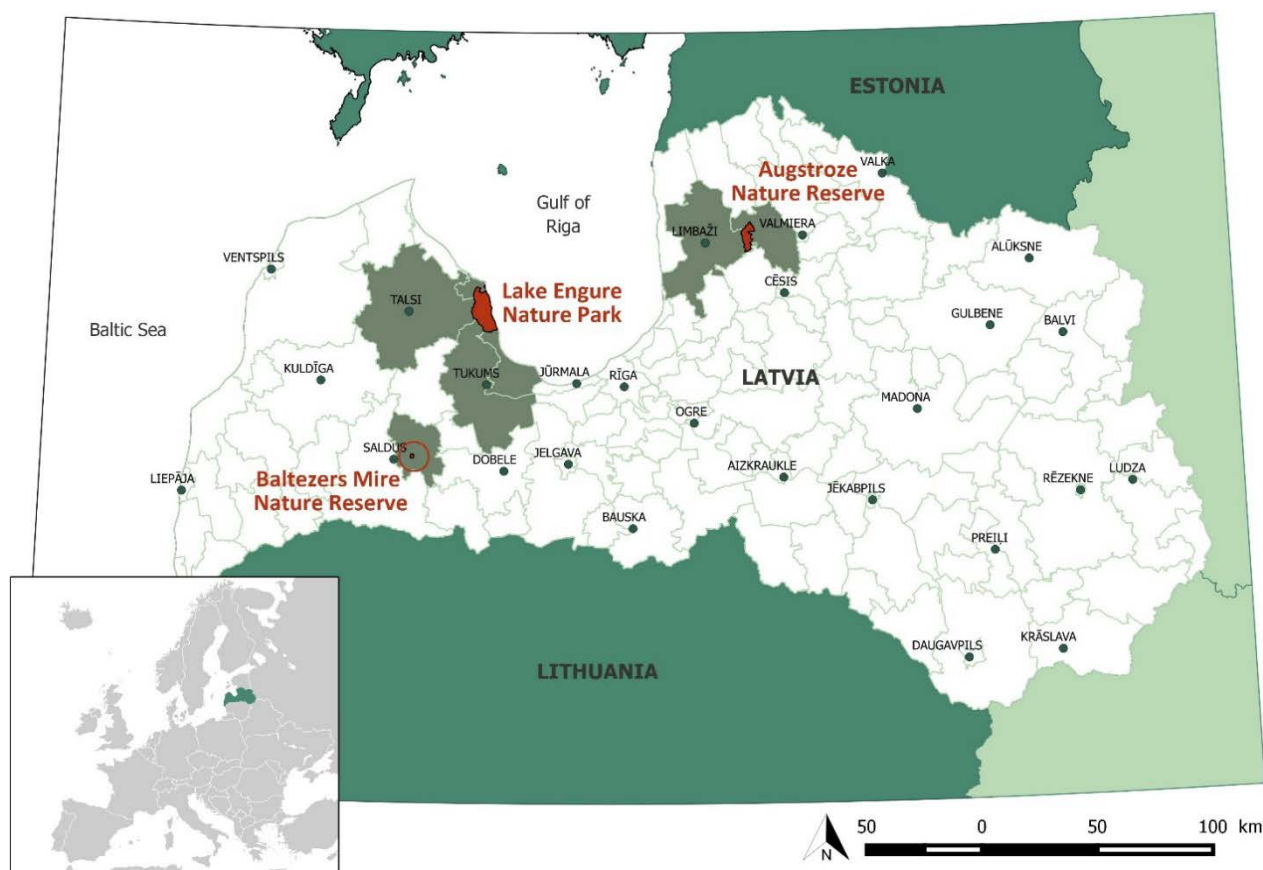 ESTONIA
VALKA
Augstroze
Nature Reserve
Gulf of
Riga
LIMBAŽI
VALMIERA
ALŪKSNE
VENTSPILS
CĒSIS
Lake Engure
Nature Park
TALSI
GULBENE
BALVI
Baltic Sea
KULDĪGA
TUKUMS
JŪRMALA
RĪGA
LATVIA
MADONA
OGRE
SALDUS
DOBELE
JELGAVA
AIZKRAUKLE
JĒKABPILS
RĒZEKNE
LUDZA
Baltezers Mire
Nature Reserve
LIEPĀJA
BAUSKA
PREIĻI
DAUGAVPILS
KRĀSLAVA
LITHUANIA
N
50 0 50 100 km